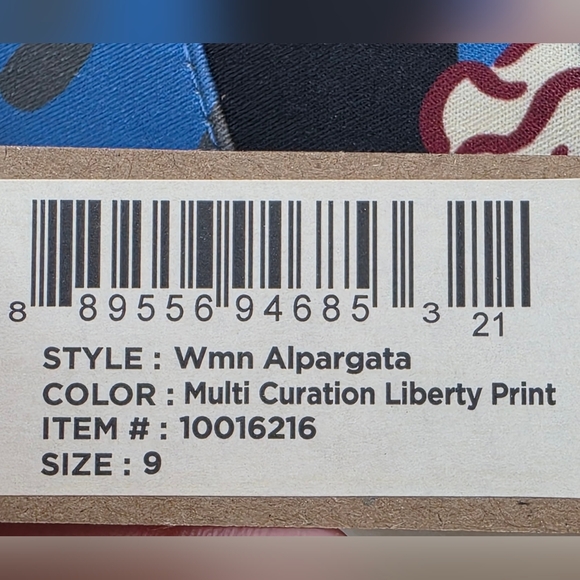 8 89556 94685 3 21
STYLE : Wmn Alpargata
COLOR : Multi Curation Liberty Print
ITEM # : 10016216
SIZE : 9